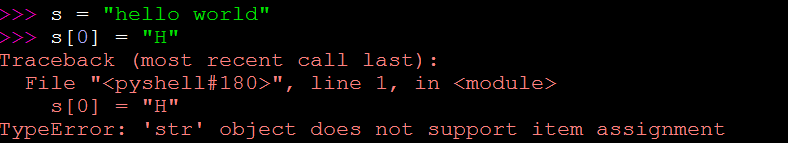 >>> s = "hello world"
>>> s[0] = "H"
Traceback (most recent call last):
  File "<pyshell#180>", line 1, in <module>
    s[0] = "H"
TypeError: 'str' object does not support item assignment